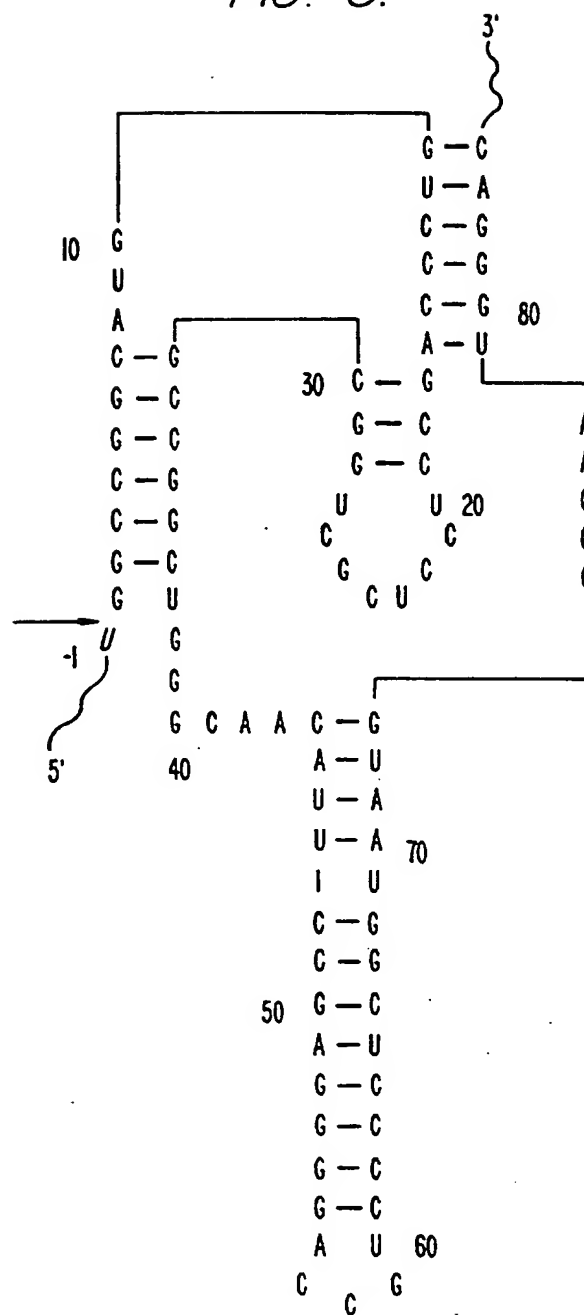 3'
G – C
U – A
10 G C – G
U C – G
A C – G 80
C – G A – U
G – C 30 C – G
G – C G – C
C – G G – C
C – G U U 20
G – C C C
G U G C
C U
-1 U G
G
5' G C A A C – G
40 A – U
U – A
U – A 70
I U
C – G
C – G
50 G – C
A – U
G – C
G – C
G – C
G – C
A U 60
C G
C